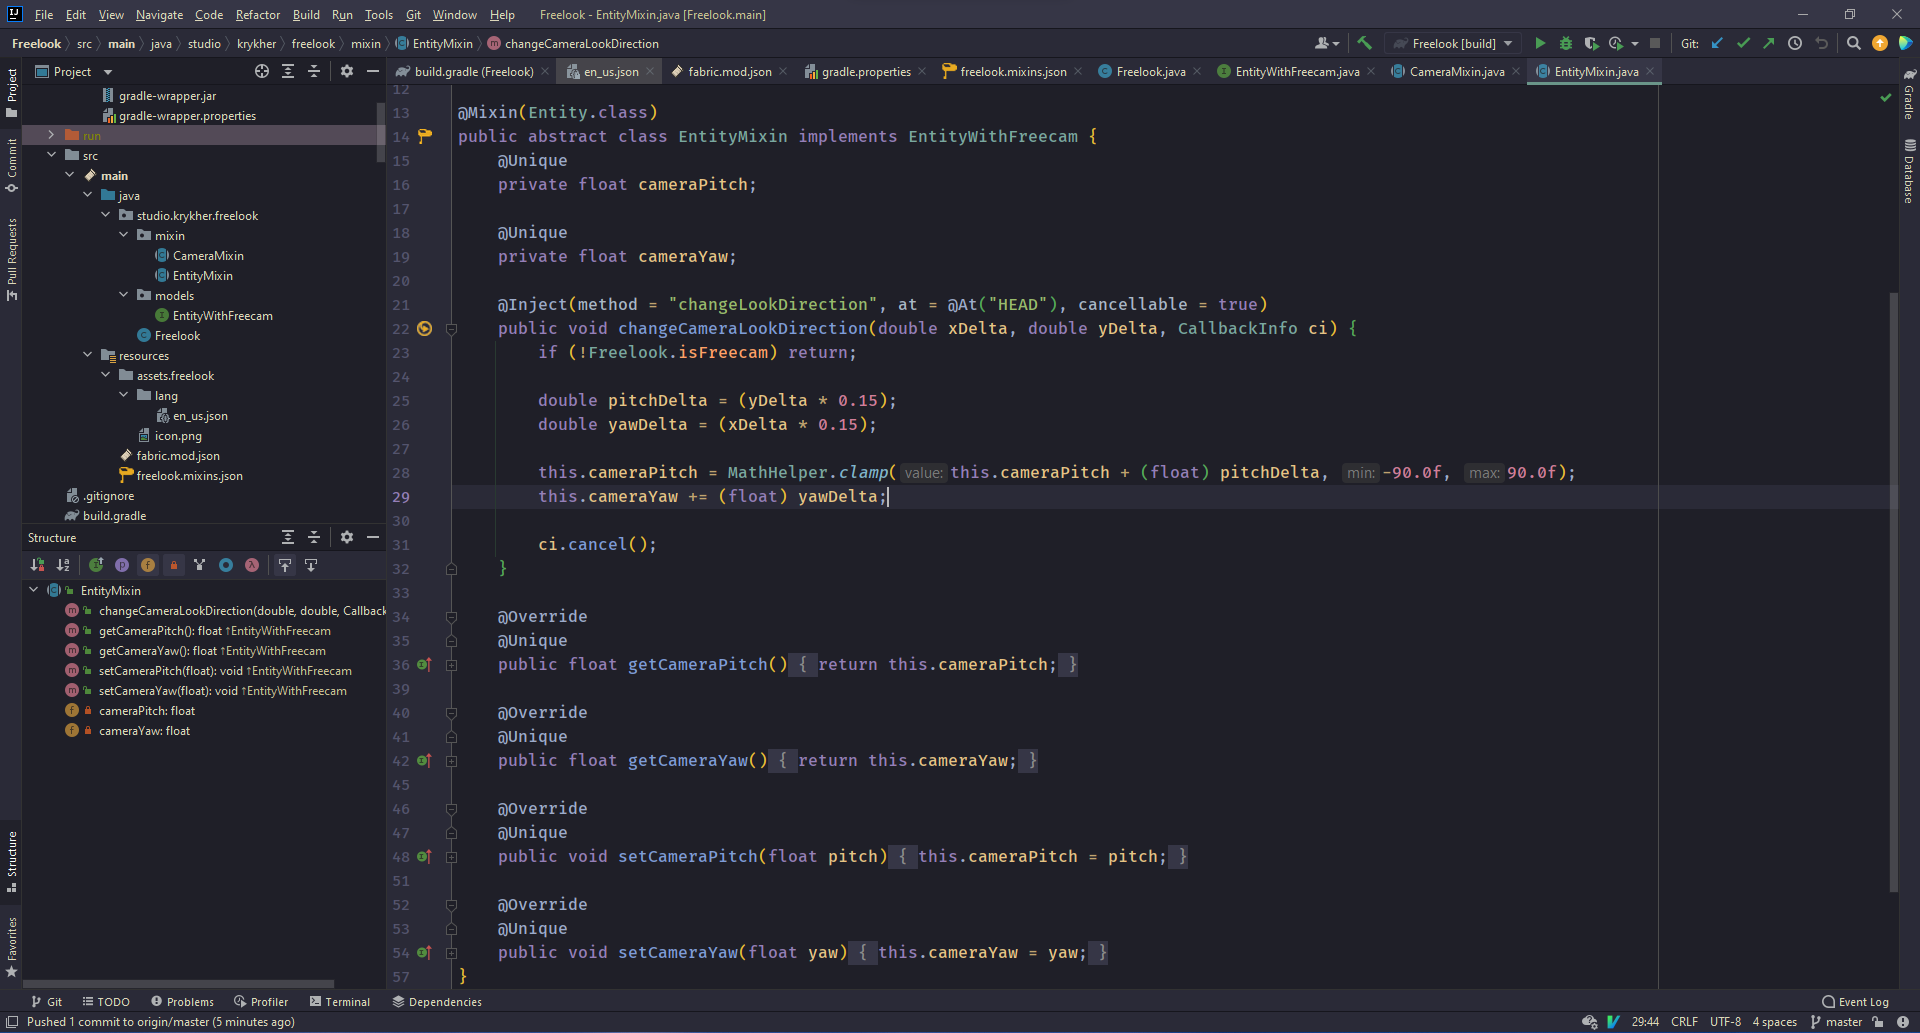 File Edit View Navigate Code Refactor Build Run Tools Git Window Help Freelook - EntityMixin.java [Freelook.main]
Freelook src main java studio krykher freelook mixin EntityMixin changeCameraLookDirection Freelook [build] Git:
Project
build.gradle (Freelook) en_us.json fabric.mod.json gradle.properties freelook.mixins.json Freelook.java EntityWithFreecam.java CameraMixin.java EntityMixin.java
Project
Commit
Pull Requests
Structure
Favorites
gradle-wrapper.jar
gradle-wrapper.properties
run
src
main
java
studio.krykher.freelook
mixin
CameraMixin
EntityMixin
models
EntityWithFreecam
Freelook
resources
assets.freelook
lang
en_us.json
icon.png
fabric.mod.json
freelook.mixins.json
.gitignore
build.gradle
Structure
EntityMixin
changeCameraLookDirection(double, double, Callback
getCameraPitch(): float ↑EntityWithFreecam
getCameraYaw(): float ↑EntityWithFreecam
setCameraPitch(float): void ↑EntityWithFreecam
setCameraYaw(float): void ↑EntityWithFreecam
cameraPitch: float
cameraYaw: float
12
13 @Mixin(Entity.class)
14 public abstract class EntityMixin implements EntityWithFreecam {
15 @Unique
16 private float cameraPitch;
17
18 @Unique
19 private float cameraYaw;
20
21 @Inject(method = "changeLookDirection", at = @At("HEAD"), cancellable = true)
22 public void changeCameraLookDirection(double xDelta, double yDelta, CallbackInfo ci) {
23 if (!Freelook.isFreecam) return;
24
25 double pitchDelta = (yDelta * 0.15);
26 double yawDelta = (xDelta * 0.15);
27
28 this.cameraPitch = MathHelper.clamp( value: this.cameraPitch + (float) pitchDelta, min: -90.0f, max: 90.0f);
29 this.cameraYaw += (float) yawDelta;
30
31 ci.cancel();
32 }
33
34 @Override
35 @Unique
36 public float getCameraPitch() { return this.cameraPitch; }
39
40 @Override
41 @Unique
42 public float getCameraYaw() { return this.cameraYaw; }
45
46 @Override
47 @Unique
48 public void setCameraPitch(float pitch) { this.cameraPitch = pitch; }
51
52 @Override
53 @Unique
54 public void setCameraYaw(float yaw) { this.cameraYaw = yaw; }
57 }
Gradle
Database
Git TODO Problems Profiler Terminal Dependencies Event Log
Pushed 1 commit to origin/master (5 minutes ago) 29:44 CRLF UTF-8 4 spaces master